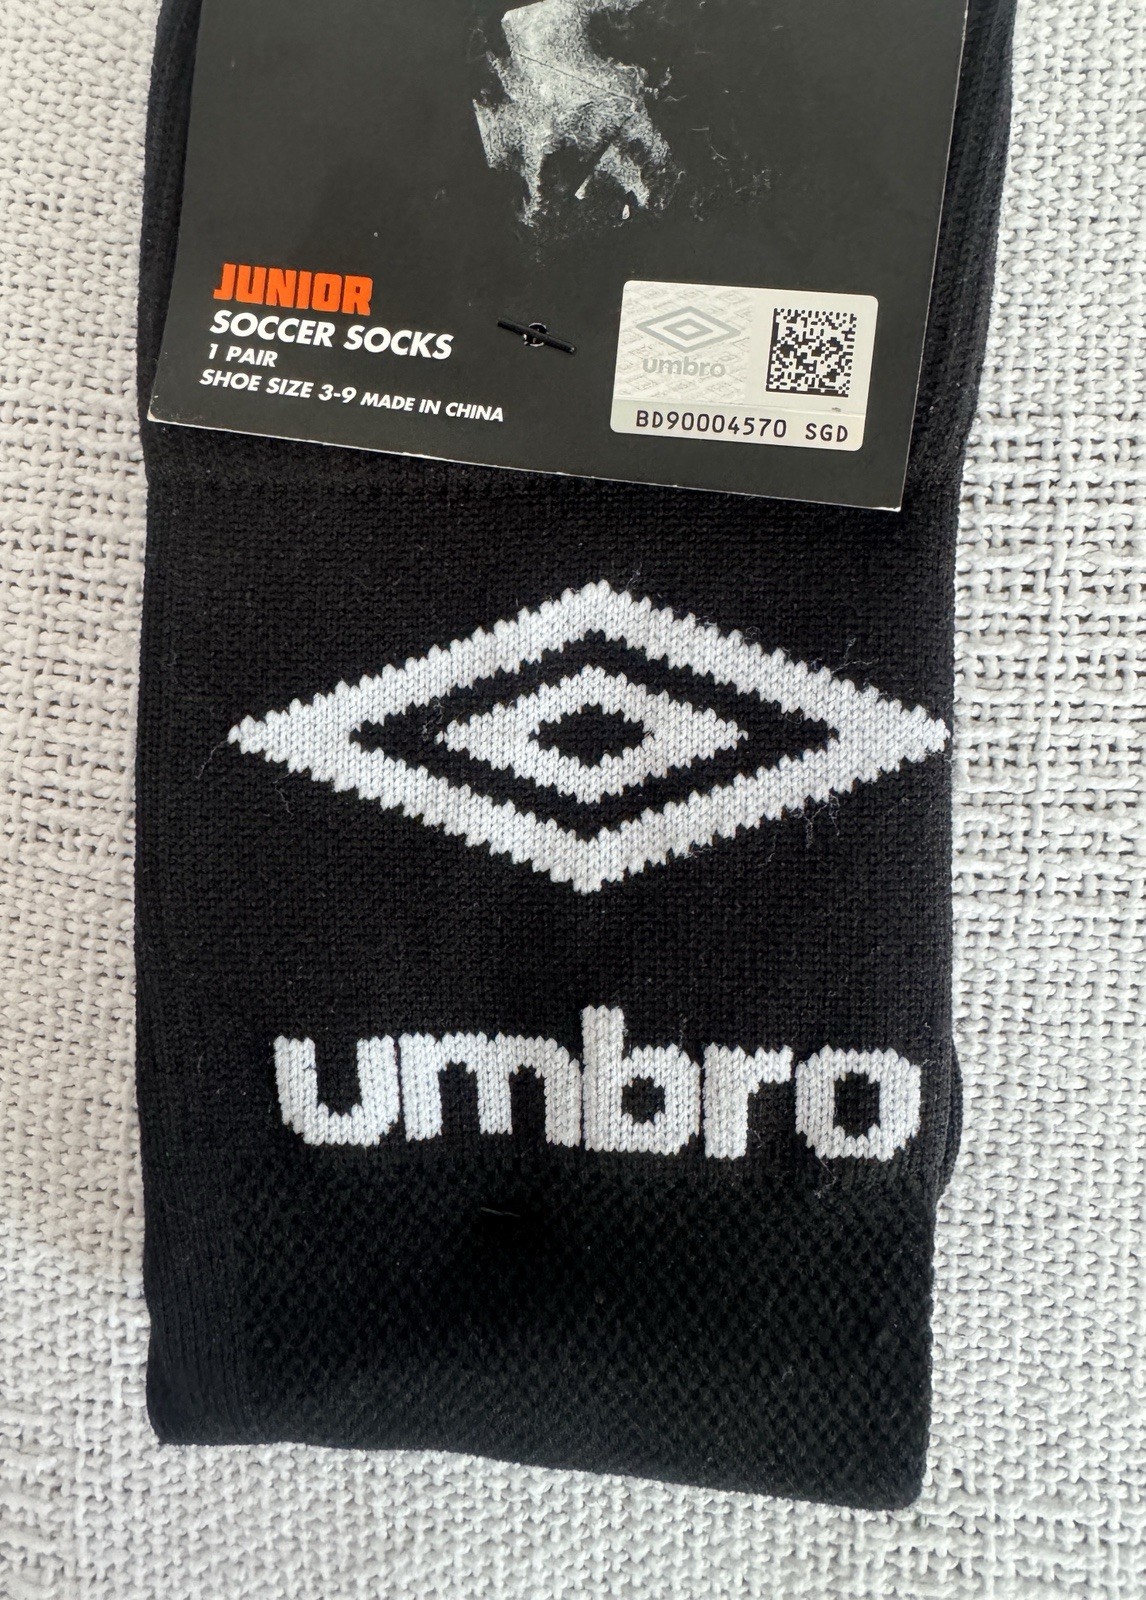 JUNIOR
SOCCER SOCKS
1 PAIR
SHOE SIZE 3-9 MADE IN CHINA
umbro
BD90004570 SGD
umbro